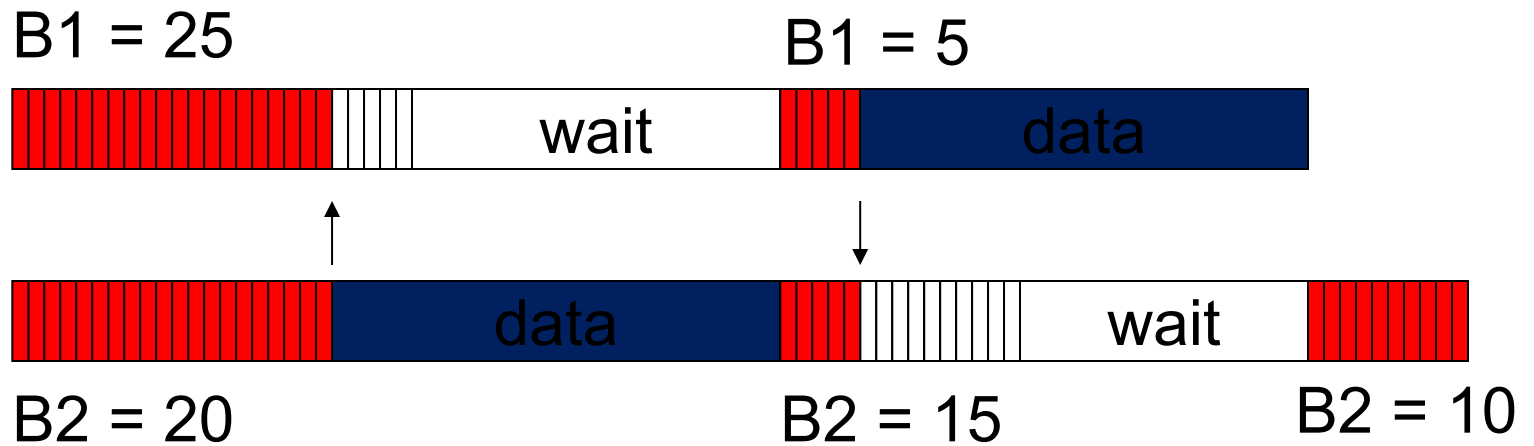 B1 = 25
B1 = 5
wait
data
data
wait
B2 = 20
B2 = 15
B2 = 10